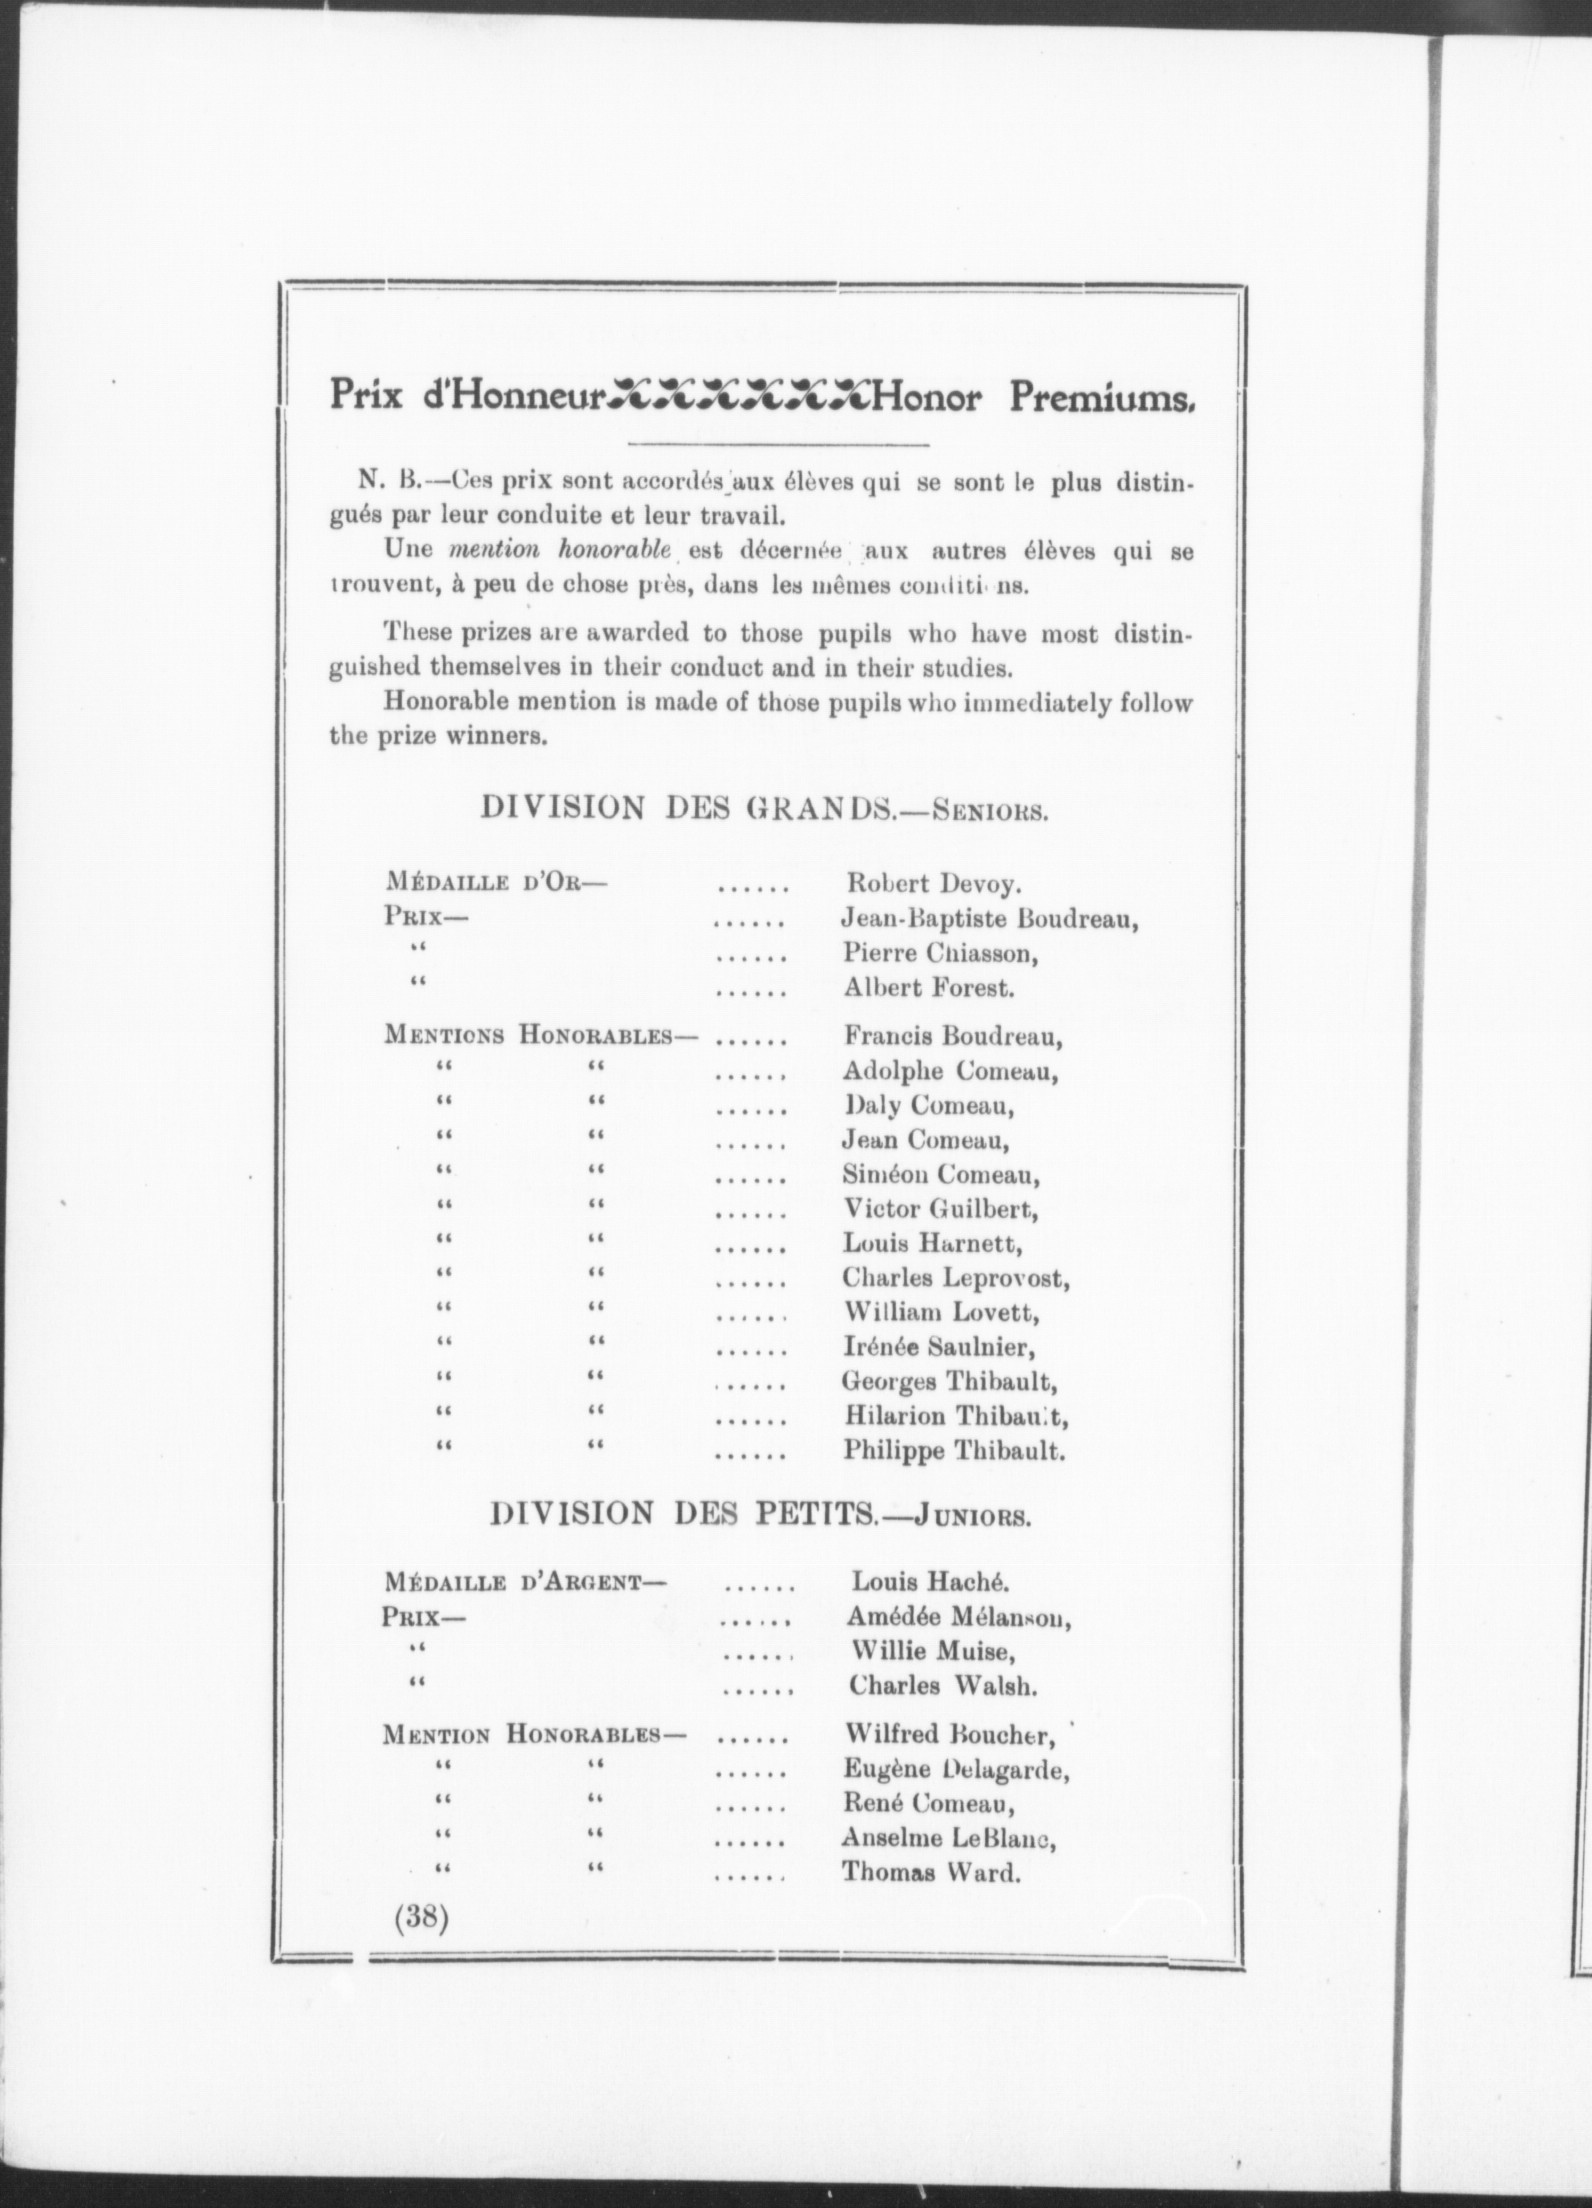 Prix d'Honneur Honor Premiums.
N. B.—Ces prix sont accordés aux élèves qui se sont le plus distin-
gués par leur conduite et leur travail.
Une mention honorable est décernée aux autres élèves qui se
trouvent, à peu de chose près, dans les mêmes conditions.
These prizes are awarded to those pupils who have most distin-
guished themselves in their conduct and in their studies.
Honorable mention is made of those pupils who immediately follow
the prize winners.
DIVISION DES GRANDS.—SENIORS.
MÉDAILLE D'OR— ...... Robert Devoy.
PRIX— ...... Jean-Baptiste Boudreau,
“ ...... Pierre Chiasson,
“ ...... Albert Forest.
MENTIONS HONORABLES— ...... Francis Boudreau,
“ “ ...... Adolphe Comeau,
“ “ ...... Daly Comeau,
“ “ ...... Jean Comeau,
“ “ ...... Siméon Comeau,
“ “ ...... Victor Guilbert,
“ “ ...... Louis Harnett,
“ “ ...... Charles Leprovost,
“ “ ...... William Lovett,
“ “ ...... Irénée Saulnier,
“ “ ...... Georges Thibault,
“ “ ...... Hilarion Thibault,
“ “ ...... Philippe Thibault.
DIVISION DES PETITS.—JUNIORS.
MÉDAILLE D'ARGENT— ...... Louis Haché.
PRIX— ...... Amédée Mélanson,
“ ...... Willie Muise,
“ ...... Charles Walsh.
MENTION HONORABLES— ...... Wilfred Boucher,
“ “ ...... Eugène Delagarde,
“ “ ...... René Comeau,
“ “ ...... Anselme LeBlanc,
“ “ ...... Thomas Ward.
(38)